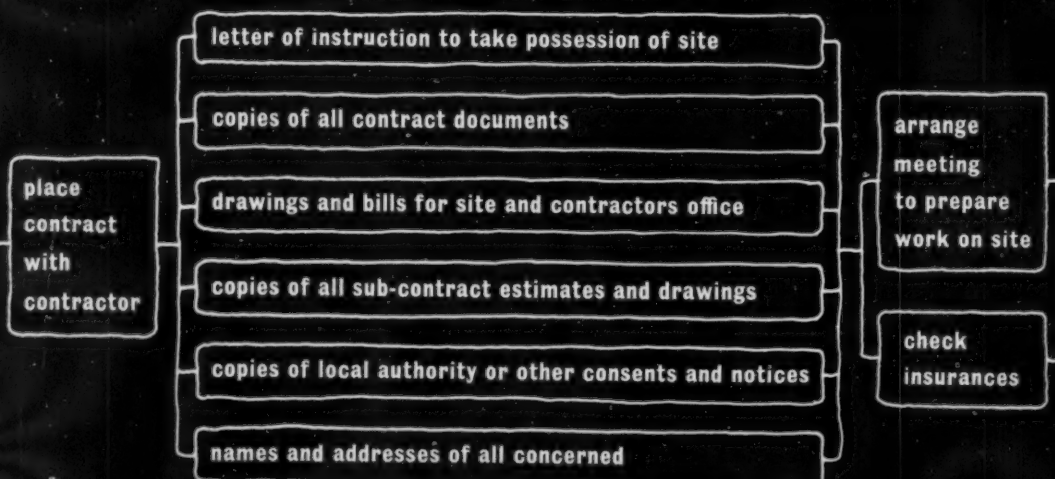 place
contract
with
contractor
letter of instruction to take possession of site
copies of all contract documents
drawings and bills for site and contractors office
copies of all sub-contract estimates and drawings
copies of local authority or other consents and notices
names and addresses of all concerned
arrange
meeting
to prepare
work on site
check
insurances